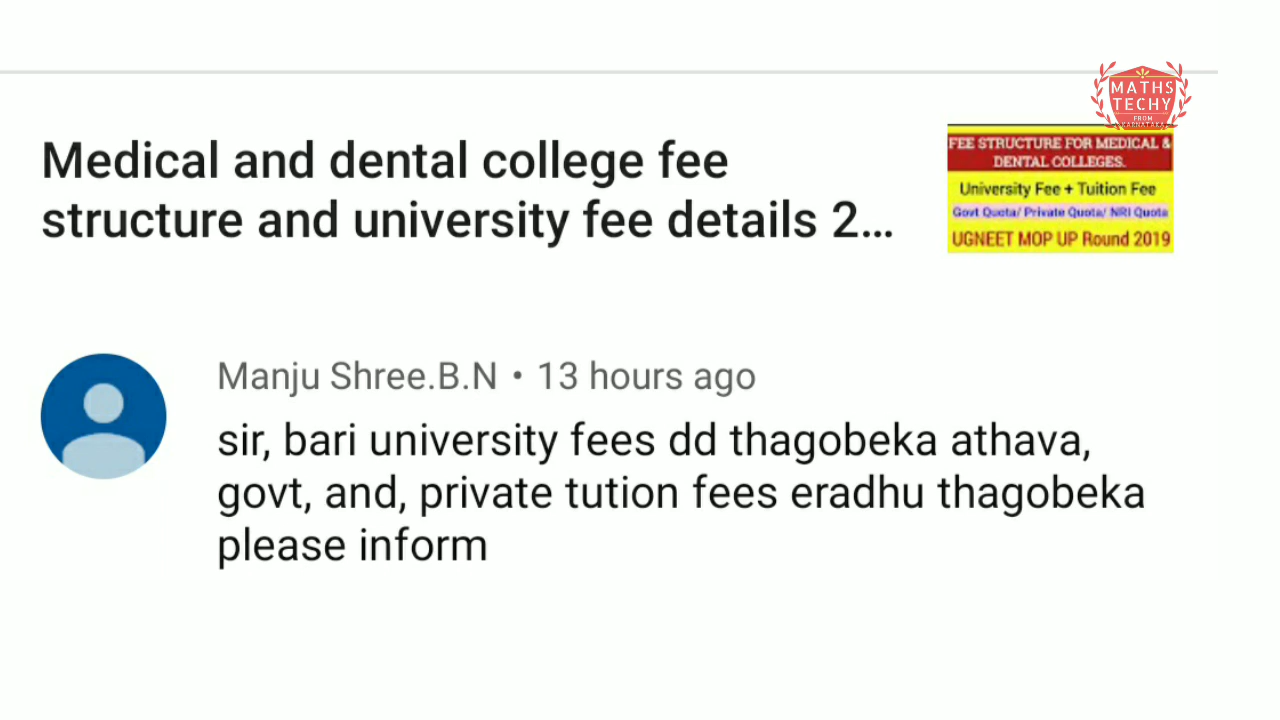 MATHS
TECHY
FROM
KARNATAKA
Medical and dental college fee
structure and university fee details 2...
FEE STRUCTURE FOR MEDICAL &
DENTAL COLLEGES.
University Fee + Tuition Fee
Govt Quota/ Private Quota/ NRI Quota
UGNEET MOP UP Round 2019
Manju Shree.B.N • 13 hours ago
sir, bari university fees dd thagobeka athava,
govt, and, private tution fees eradhu thagobeka
please inform